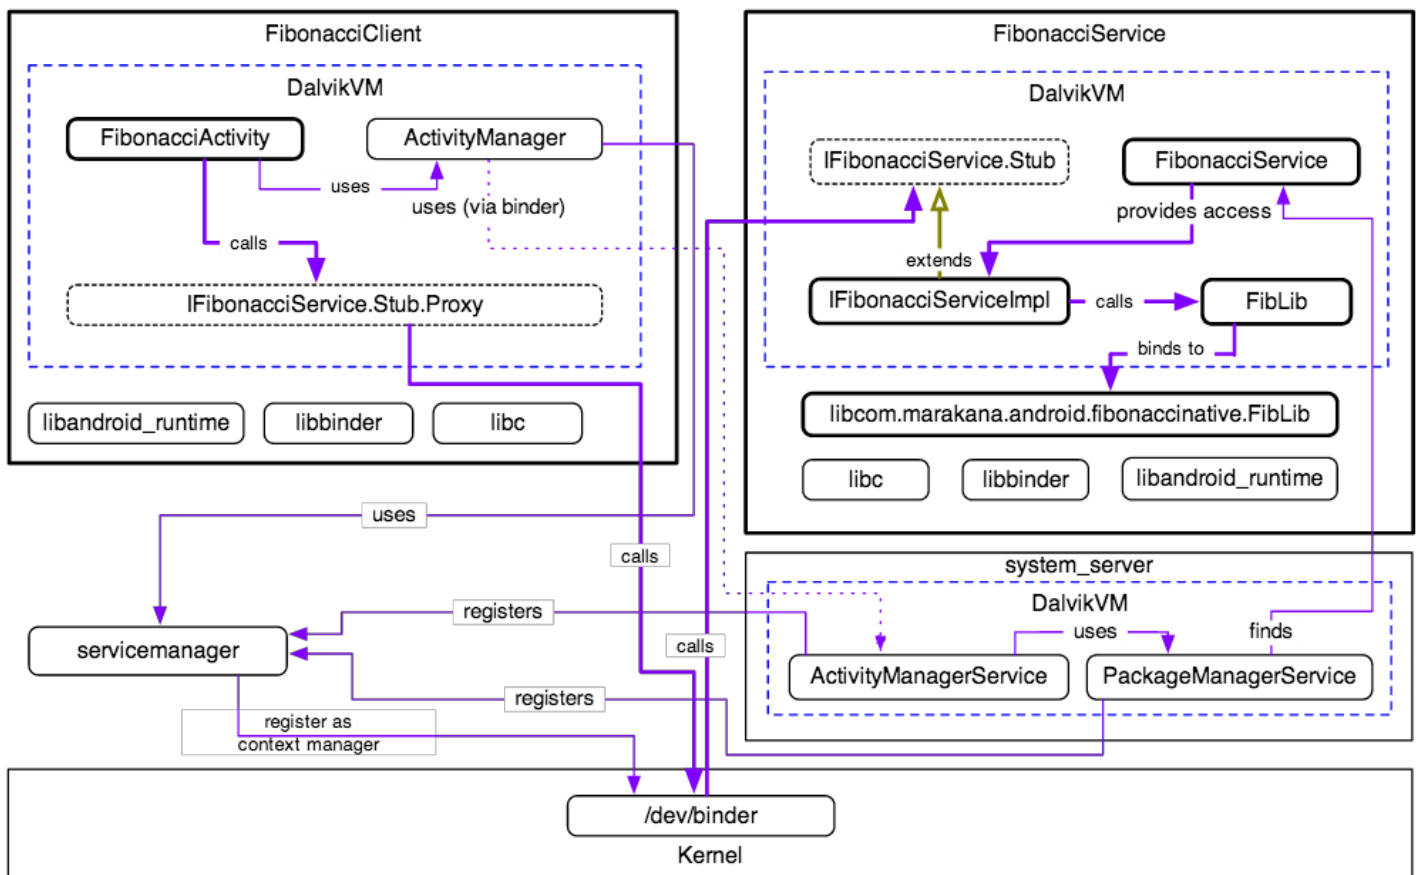 FibonacciClient
DalvikVM
FibonacciActivity
ActivityManager
uses
uses (via binder)
calls
IFibonacciService.Stub.Proxy
libandroid_runtime
libbinder
libc
FibonacciService
DalvikVM
IFibonacciService.Stub
FibonacciService
provides access
extends
IFibonacciServiceImpl
calls
FibLib
binds to
libcom.marakana.android.fibonaccinative.FibLib
libc
libbinder
libandroid_runtime
uses
calls
system_server
DalvikVM
registers
uses
finds
calls
servicemanager
ActivityManagerService
PackageManagerService
registers
register as
context manager
/dev/binder
Kernel